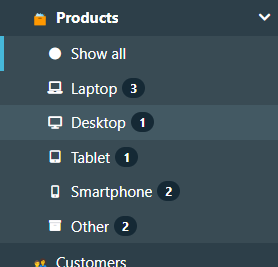 Products
Show all
Laptop 3
Desktop 1
Tablet 1
Smartphone 2
Other 2
Customers